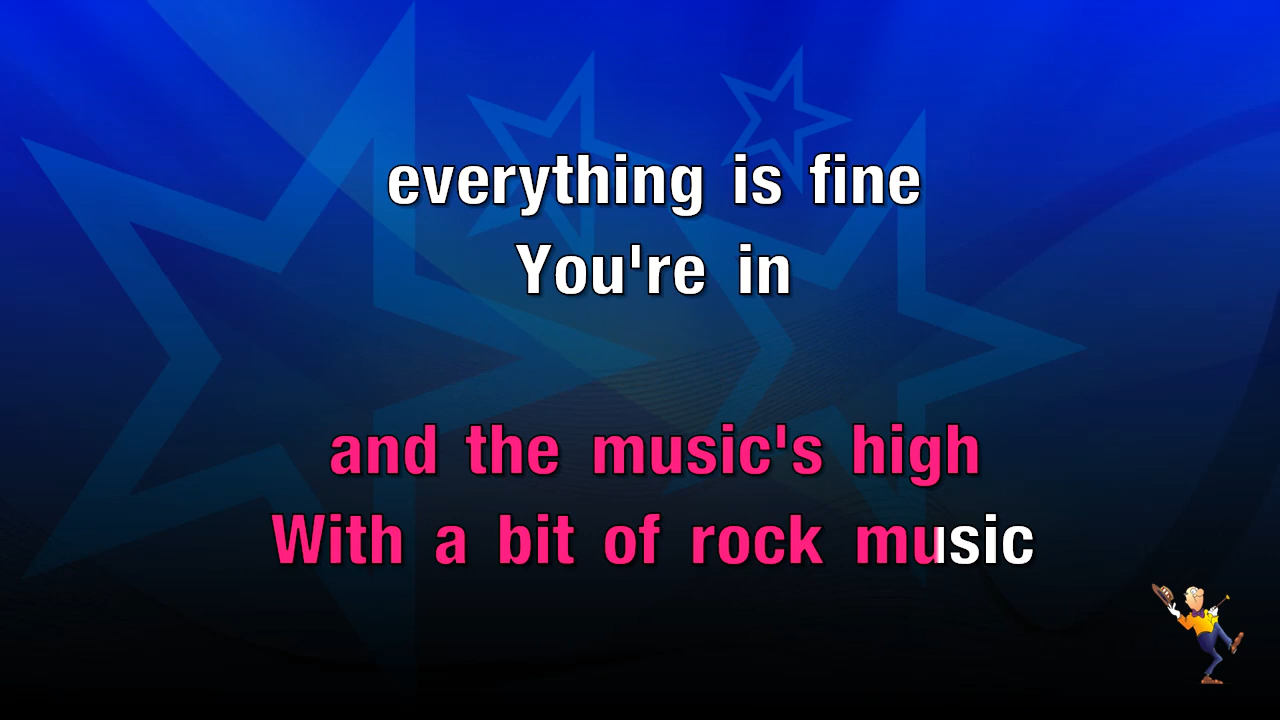 everything is fine
You're in
and the music's high
With a bit of rock music